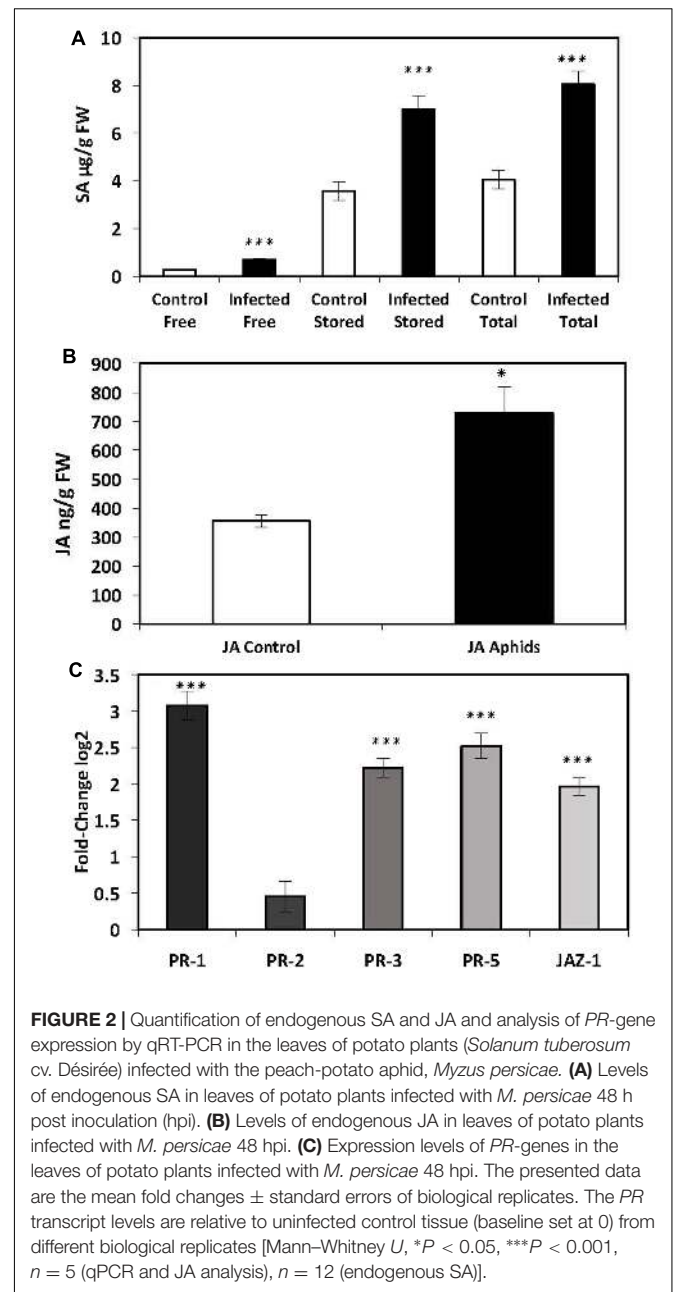 A
10
8
6
4
2
0
SA µg/g FW
***
***
***
Control Free
Infected Free
Control Stored
Infected Stored
Control Total
Infected Total
B
900
800
700
600
500
400
300
200
100
0
JA ng/g FW
*
JA Control
JA Aphids
C
3.5
3
2.5
2
1.5
1
0.5
0
Fold-Change log2
***
***
***
***
PR-1
PR-2
PR-3
PR-5
JAZ-1
FIGURE 2 | Quantification of endogenous SA and JA and analysis of PR-gene
expression by qRT-PCR in the leaves of potato plants (Solanum tuberosum
cv. Désirée) infected with the peach-potato aphid, Myzus persicae. (A) Levels
of endogenous SA in leaves of potato plants infected with M. persicae 48 h
post inoculation (hpi). (B) Levels of endogenous JA in leaves of potato plants
infected with M. persicae 48 hpi. (C) Expression levels of PR-genes in the
leaves of potato plants infected with M. persicae 48 hpi. The presented data
are the mean fold changes ± standard errors of biological replicates. The PR
transcript levels are relative to uninfected control tissue (baseline set at 0) from
different biological replicates [Mann–Whitney U, *P < 0.05, ***P < 0.001,
n = 5 (qPCR and JA analysis), n = 12 (endogenous SA)].